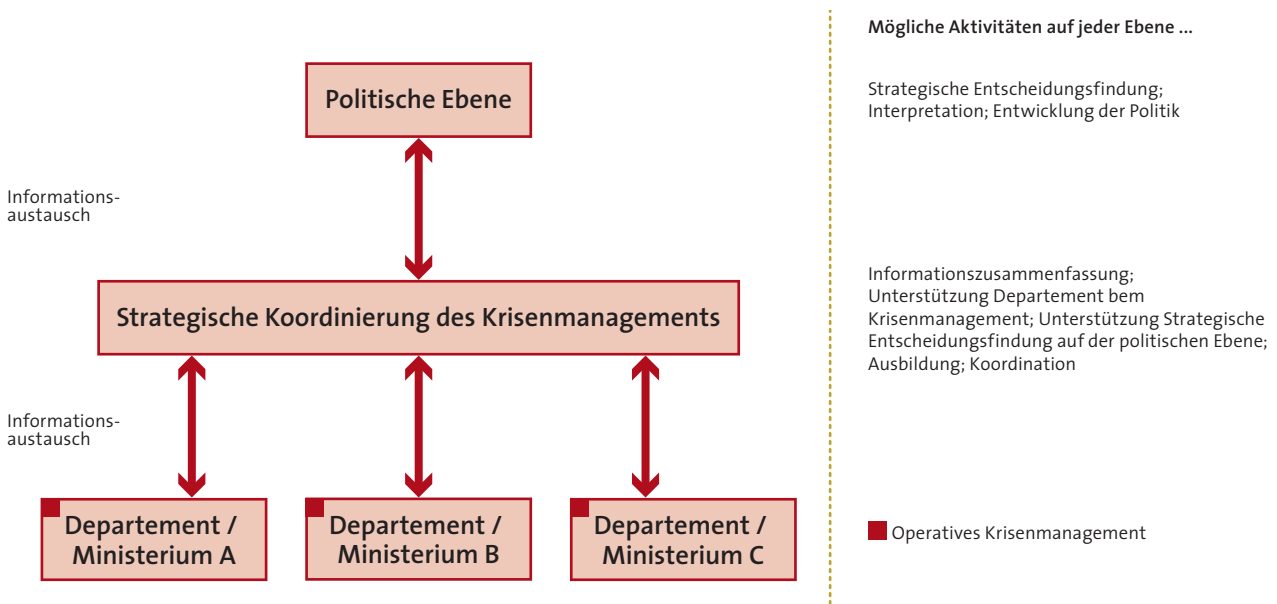 Mögliche Aktivitäten auf jeder Ebene ...
Politische Ebene
Strategische Entscheidungsfindung;
Interpretation; Entwicklung der Politik
Informations-
austausch
Strategische Koordinierung des Krisenmanagements
Informationszusammenfassung;
Unterstützung Departement bem
Krisenmanagement; Unterstützung Strategische
Entscheidungsfindung auf der politischen Ebene;
Ausbildung; Koordination
Informations-
austausch
Departement /
Ministerium A
Departement /
Ministerium B
Departement /
Ministerium C
Operatives Krisenmanagement